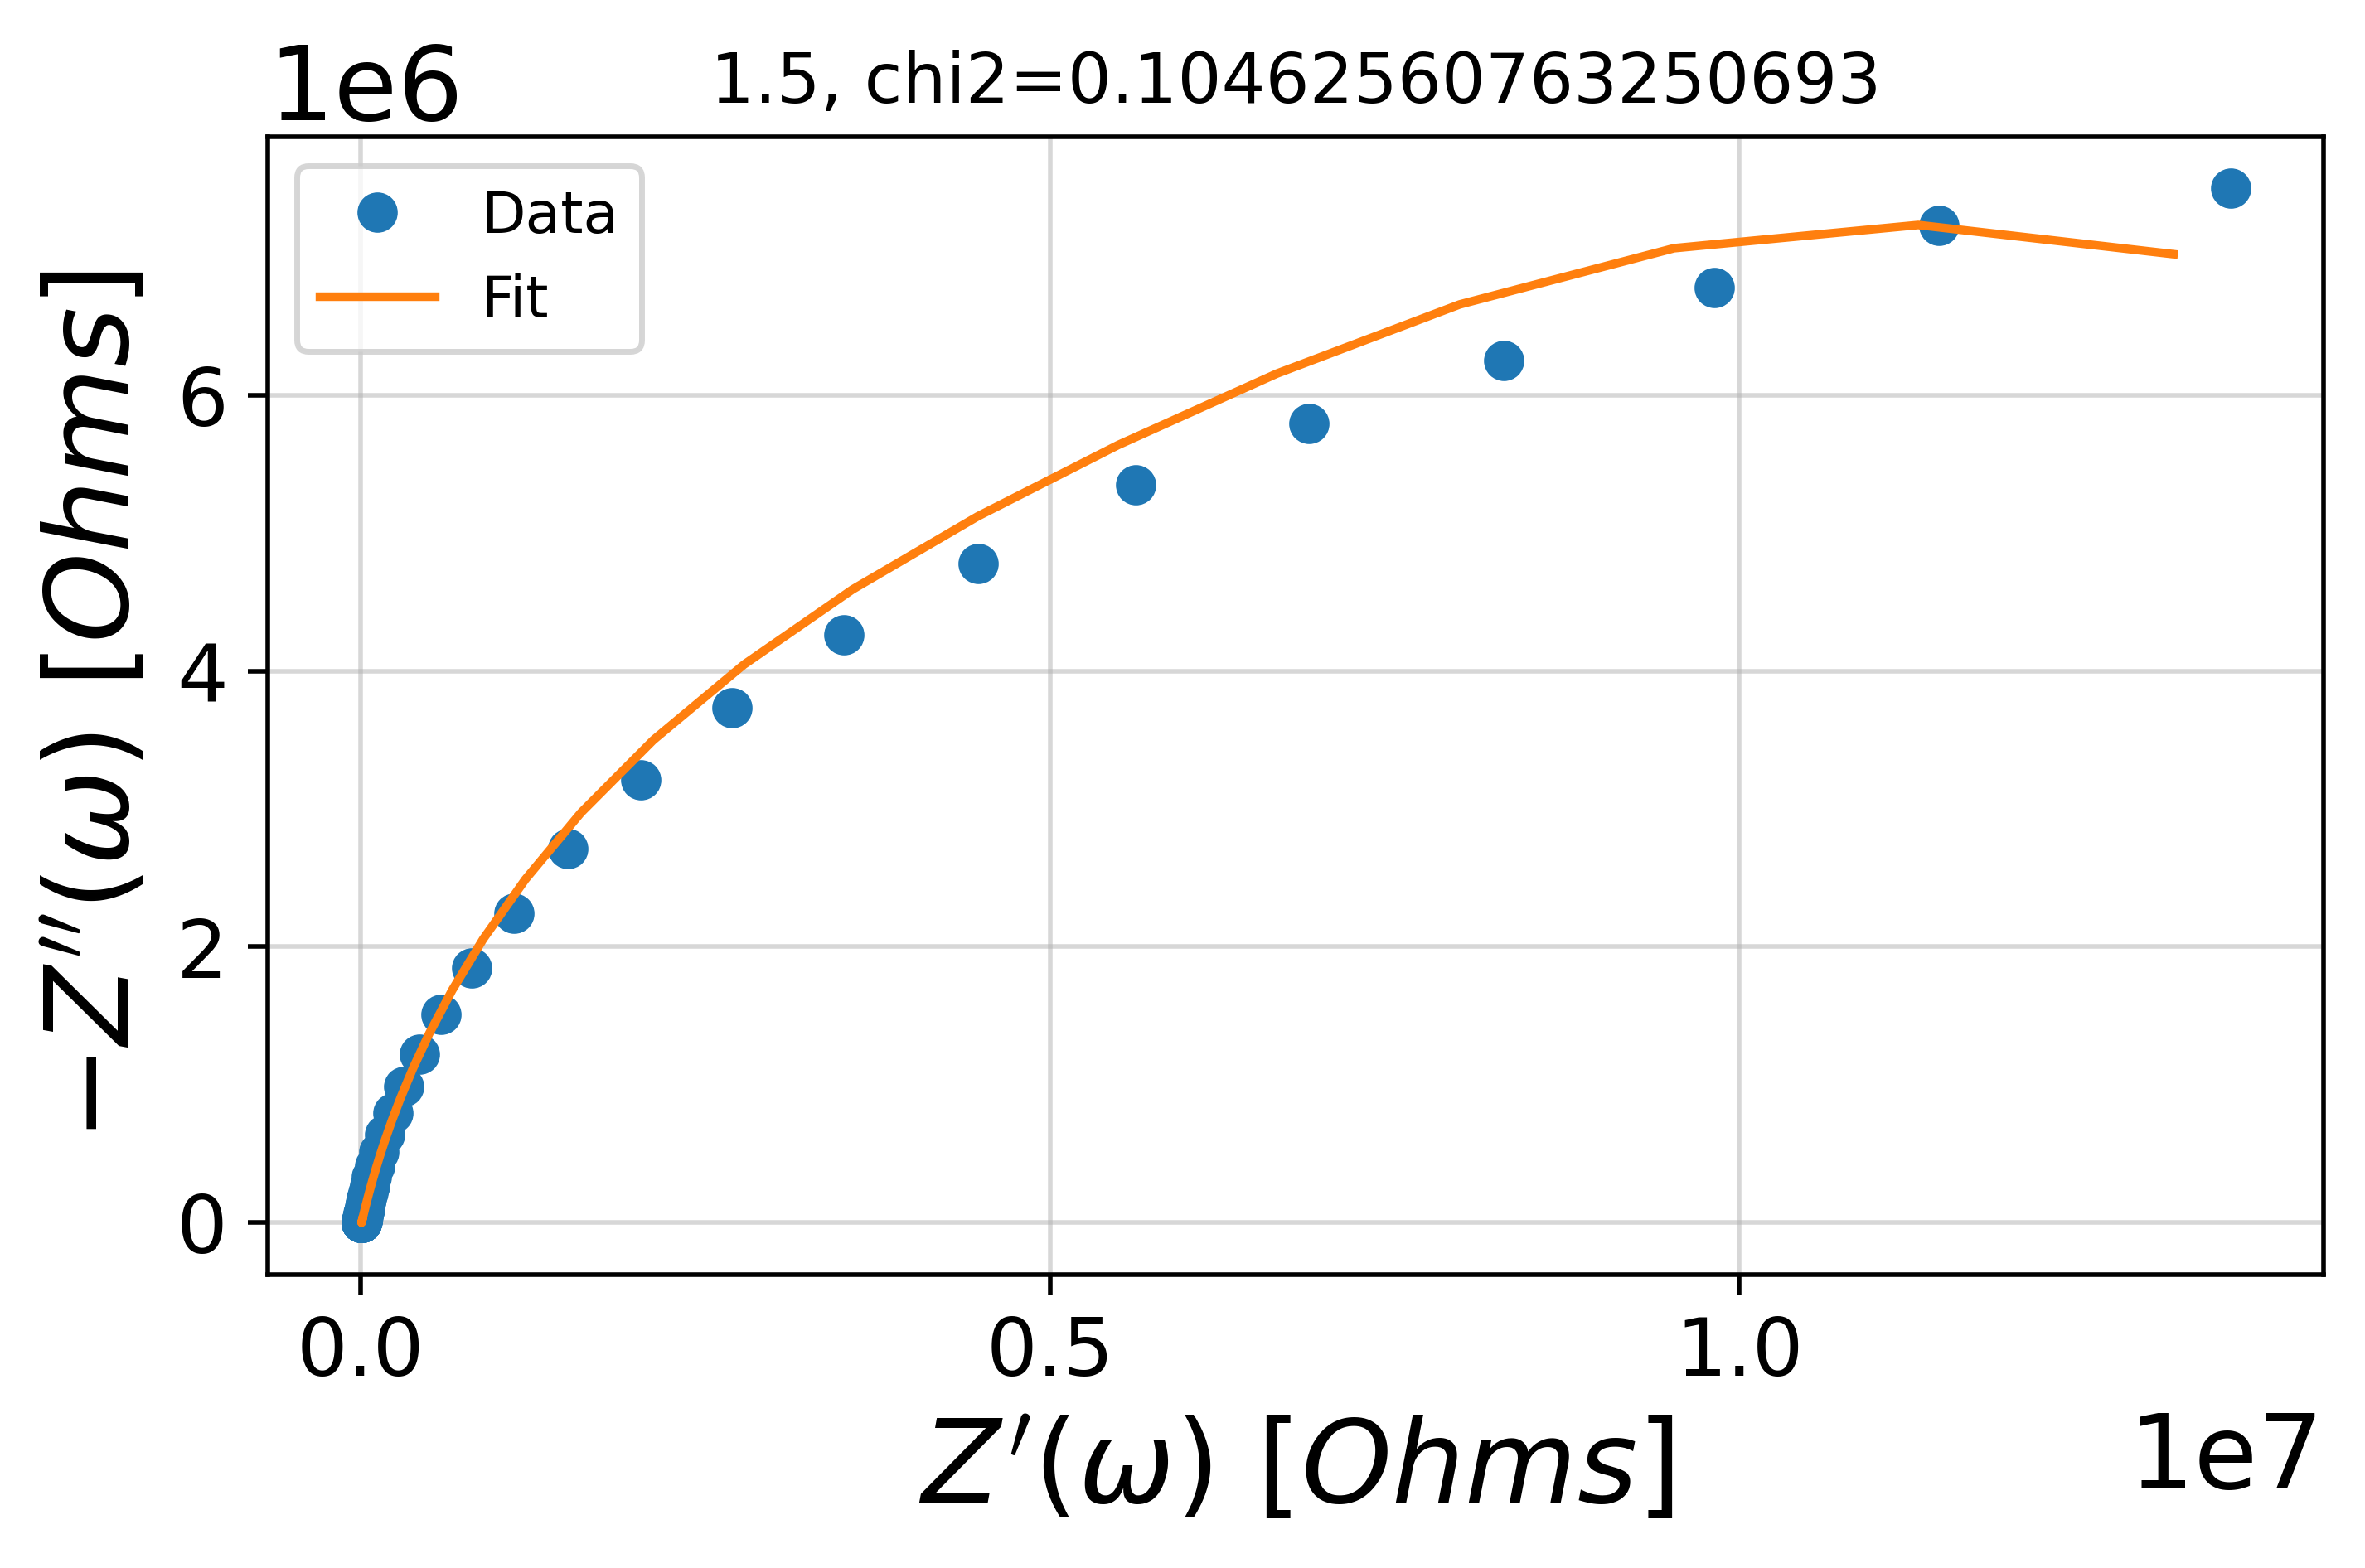 1e6
1.5, chi2=0.10462560763250693
Data
Fit
6
4
2
0
−Z′′(ω) [Ohms]
0.0
0.5
1.0
Z′(ω) [Ohms]
1e7